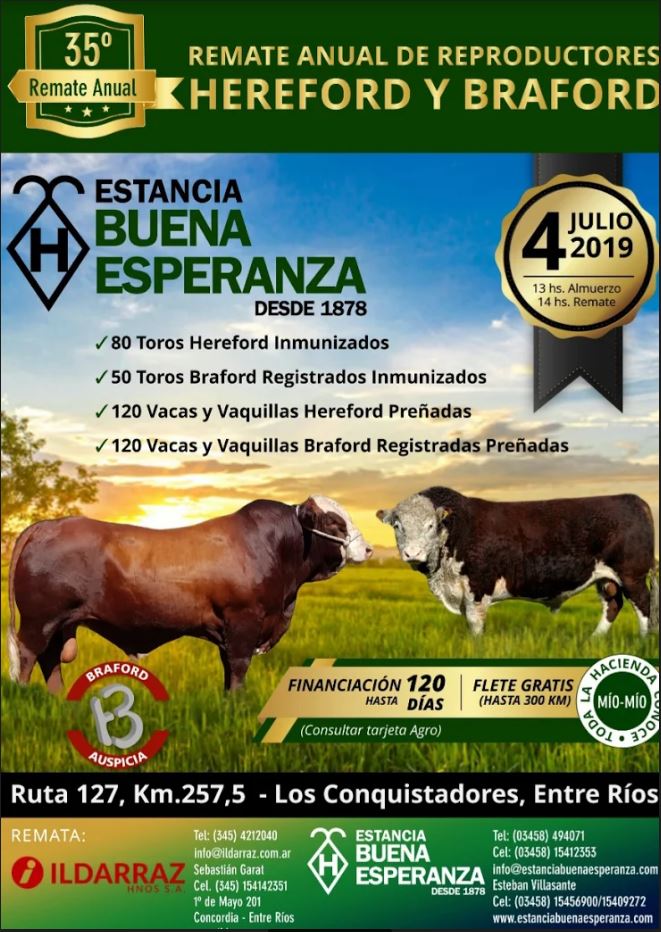 35º
Remate Anual
REMATE ANUAL DE REPRODUCTORES
HEREFORD Y BRAFORD
H
ESTANCIA
BUENA
ESPERANZA
DESDE 1878
4 JULIO
2019
13 hs. Almuerzo
14 hs. Remate
✓80 Toros Hereford Inmunizados
✓50 Toros Braford Registrados Inmunizados
✓120 Vacas y Vaquillas Hereford Preñadas
✓120 Vacas y Vaquillas Braford Registradas Preñadas
BRAFORD
B
AUSPICIA
FINANCIACIÓN 120
HASTA DÍAS
FLETE GRATIS
(HASTA 300 KM)
(Consultar tarjeta Agro)
TODA LA HACIENDA CONOCE
MÍO-MÍO
Ruta 127, Km.257,5 - Los Conquistadores, Entre Ríos
REMATA:
i ILDARRAZ
HNOS S.A.
Tel: (345) 4212040
info@ildarraz.com.ar
Sebastián Garat
Cel. (345) 154142351
1º de Mayo 201
Concordia - Entre Ríos
H
ESTANCIA
BUENA
ESPERANZA
DESDE 1878
Tel: (03458) 494071
Cel: (03458) 15412353
info@estanciabuenaesperanza.com
Esteban Villasante
Cel: (03458) 15456900/15409272
www.estanciabuenaesperanza.com